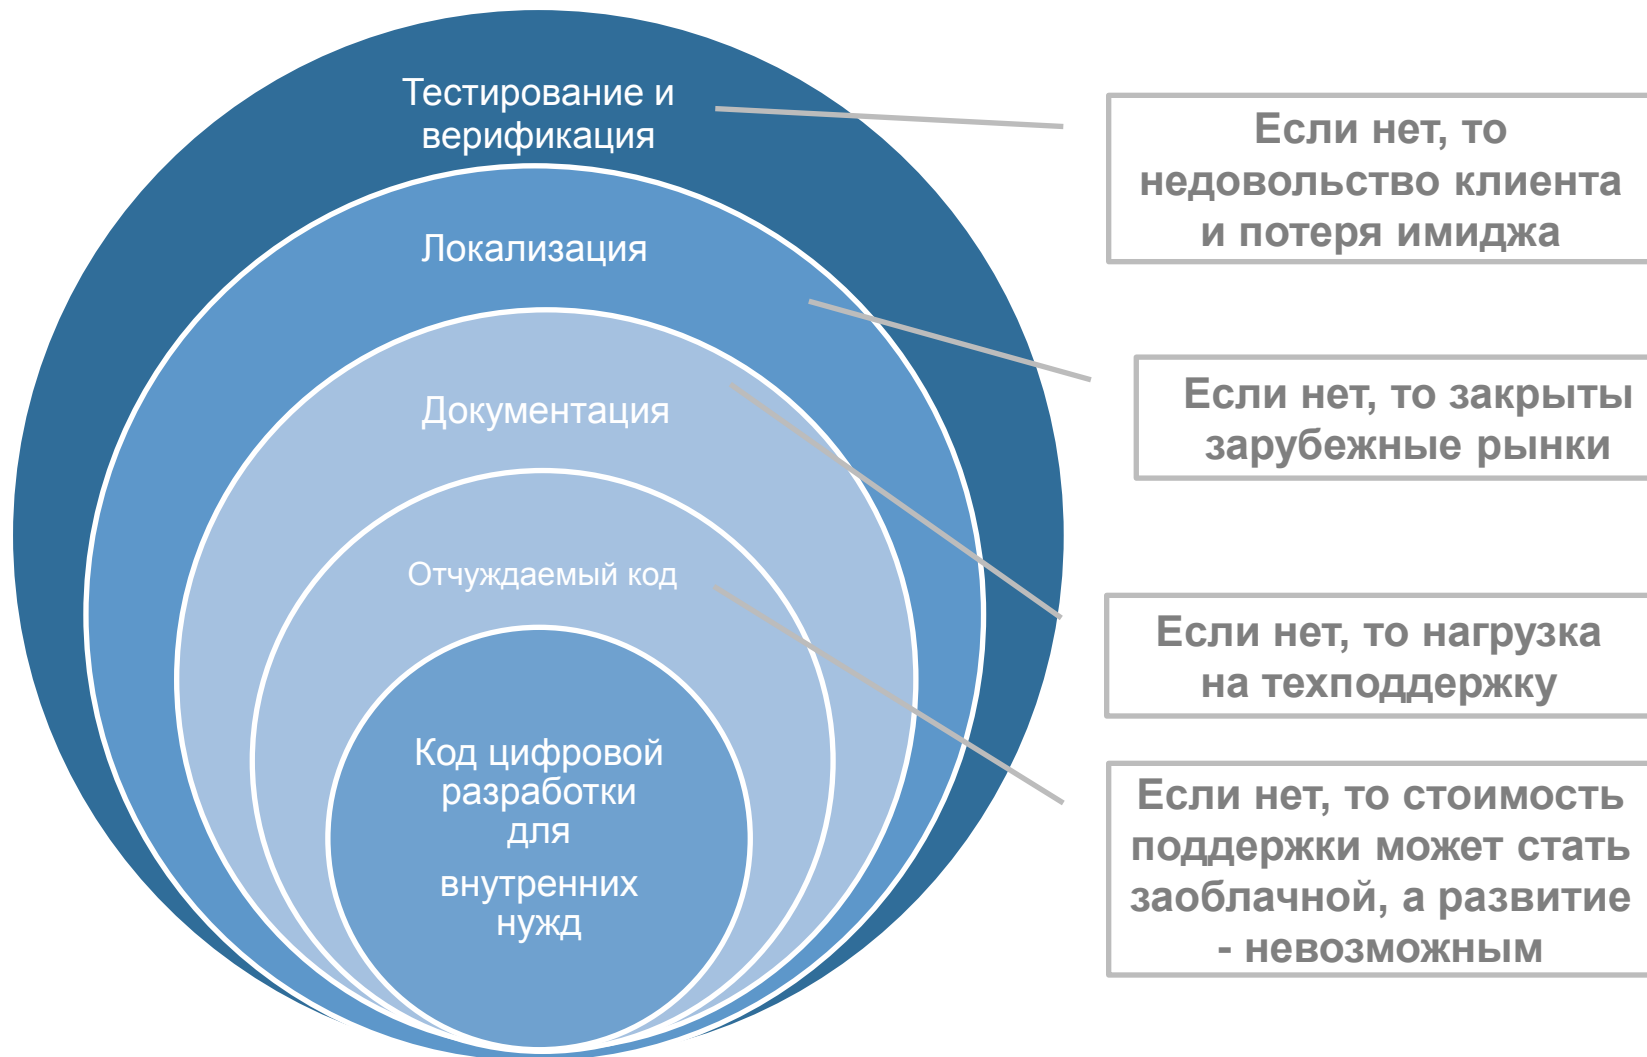 Тестирование и
верификация
Локализация
Документация
Отчуждаемый код
Код цифровой
разработки
для
внутренних
нужд
Если нет, то
недовольство клиента
и потеря имиджа
Если нет, то закрыты
зарубежные рынки
Если нет, то нагрузка
на техподдержку
Если нет, то стоимость
поддержки может стать
заоблачной, а развитие
- невозможным